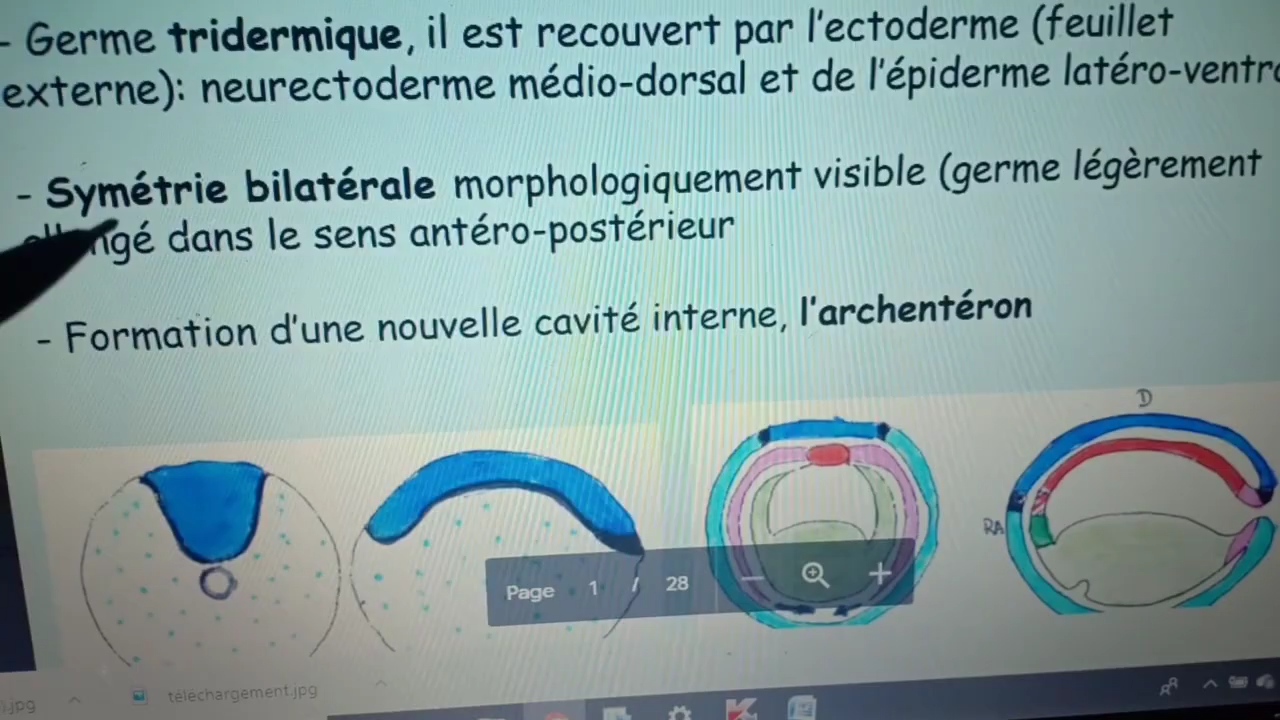 - Germe tridermique, il est recouvert par l'ectoderme (feuillet
externe): neurectoderme médio-dorsal et de l'épiderme latéro-ventr
- Symétrie bilatérale morphologiquement visible (germe légèrement
dans le sens antéro-postérieur
- Formation d'une nouvelle cavité interne, l'archentéron
D
RA
Page 1 / 28
.jpg
téléchargement.jpg